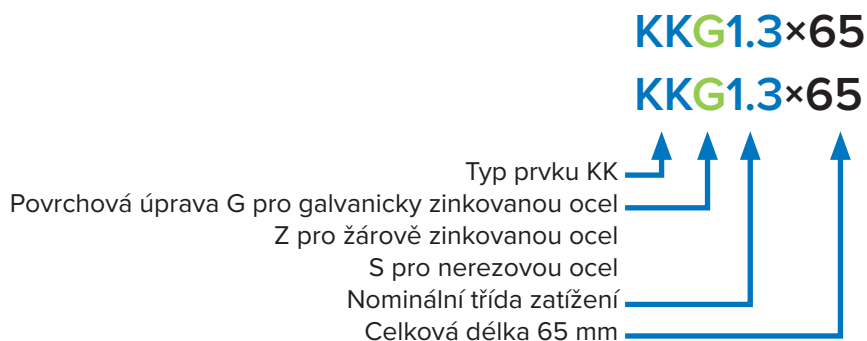 KKG1.3×65
KKG1.3×65
Typ prvku KK
Povrchová úprava G pro galvanicky zinkovanou ocel
Z pro žárově zinkovanou ocel
S pro nerezovou ocel
Nominální třída zatížení
Celková délka 65 mm